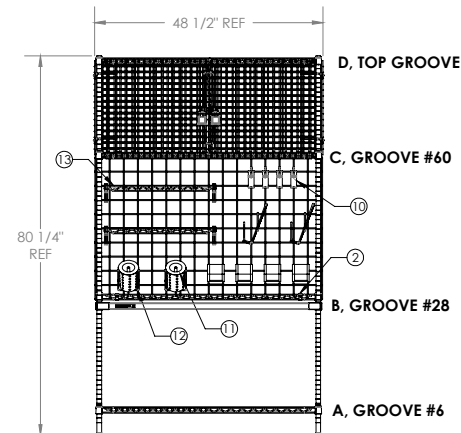 48 1/2" REF
D, TOP GROOVE
C, GROOVE #60
13
10
80 1/4"
REF
2
B, GROOVE #28
12
11
A, GROOVE #6